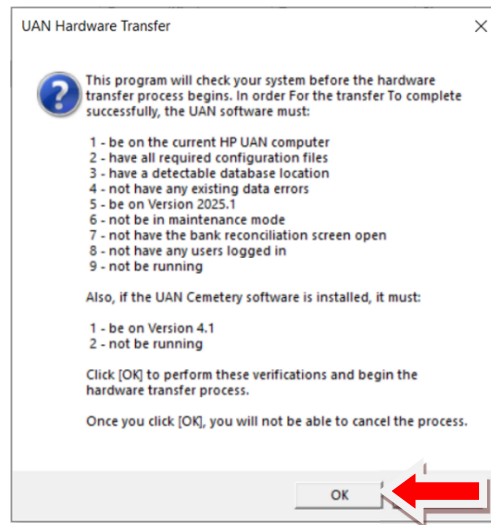 UAN Hardware Transfer
This program will check your system before the hardware
transfer process begins. In order For the transfer To complete
successfully, the UAN software must:
1 - be on the current HP UAN computer
2 - have all required configuration files
3 - have a detectable database location
4 - not have any existing data errors
5 - be on Version 2025.1
6 - not be in maintenance mode
7 - not have the bank reconciliation screen open
8 - not have any users logged in
9 - not be running
Also, if the UAN Cemetery software is installed, it must:
1 - be on Version 4.1
2 - not be running
Click [OK] to perform these verifications and begin the
hardware transfer process.
Once you click [OK], you will not be able to cancel the process.
OK